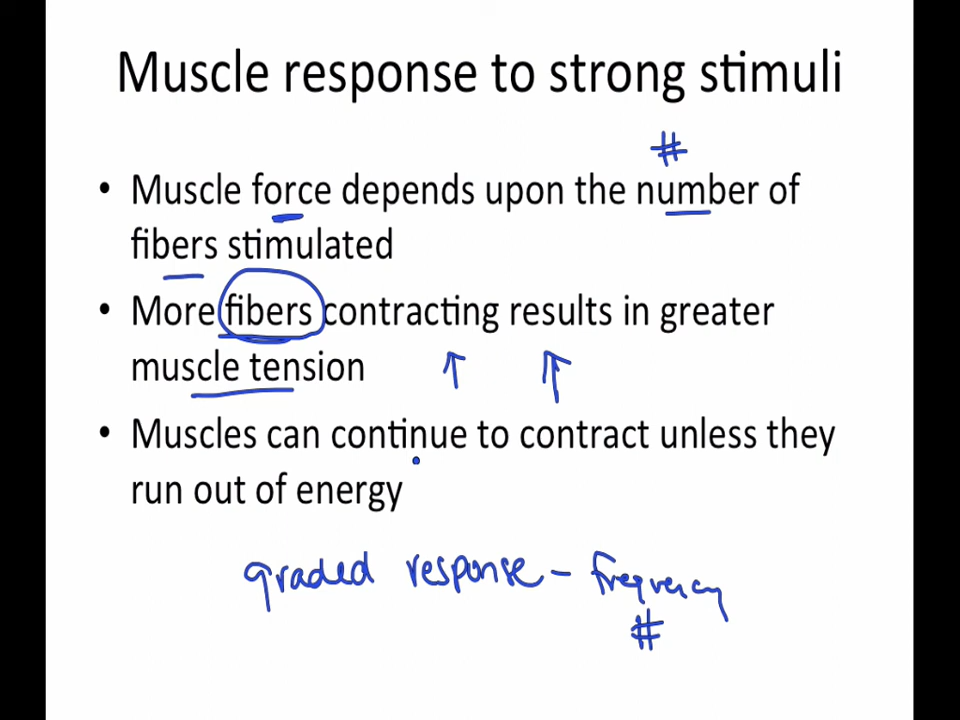 Muscle response to strong stimuli
#
• Muscle force depends upon the number of
fibers stimulated
• More fibers contracting results in greater
muscle tension ↑ ↑
• Muscles can continue to contract unless they
run out of energy
graded response – frequency
#